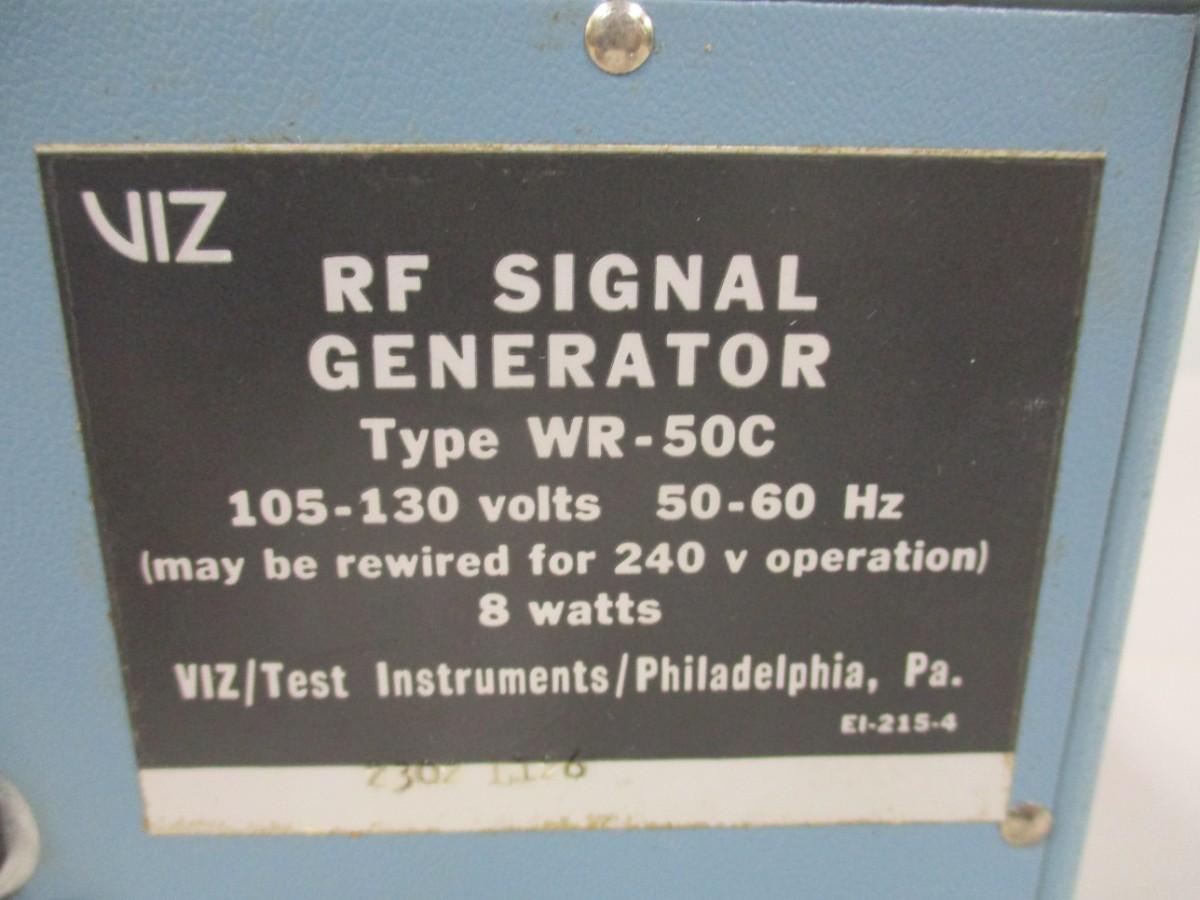 VIZ
RF SIGNAL
GENERATOR
Type WR-50C
105-130 volts 50-60 Hz
(may be rewired for 240 v operation)
8 watts
VIZ/Test Instruments/Philadelphia, Pa.
EI-215-4